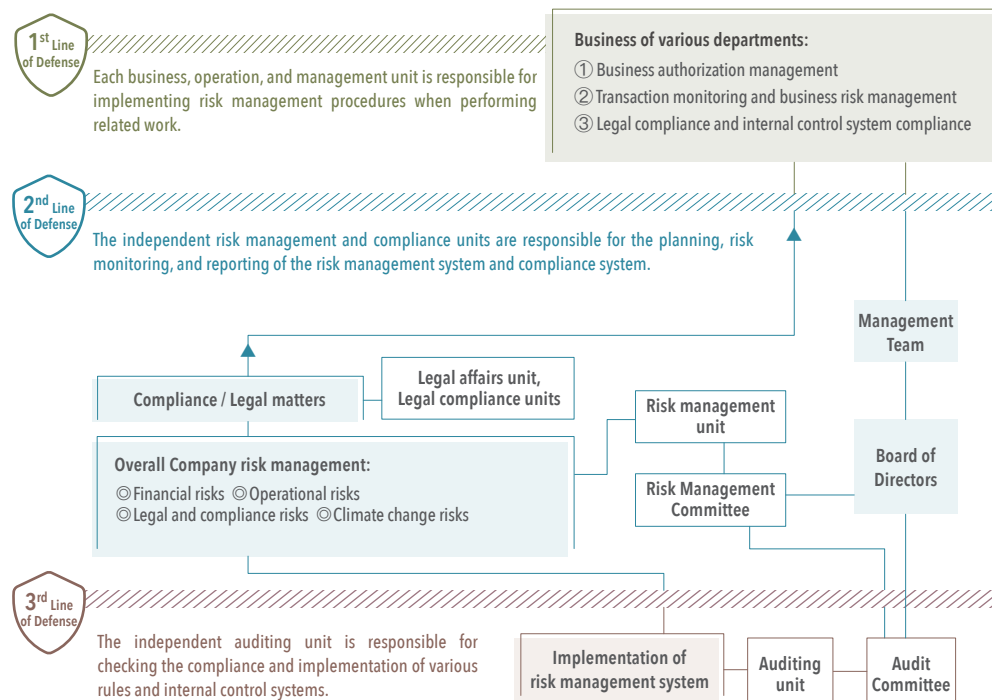 1st Line
of Defense
Each business, operation, and management unit is responsible for
implementing risk management procedures when performing
related work.
Business of various departments:
① Business authorization management
② Transaction monitoring and business risk management
③ Legal compliance and internal control system compliance
2nd Line
of Defense
The independent risk management and compliance units are responsible for the planning, risk
monitoring, and reporting of the risk management system and compliance system.
Management
Team
Compliance / Legal matters
Legal affairs unit,
Legal compliance units
Risk management
unit
Overall Company risk management:
◎Financial risks ◎Operational risks
◎Legal and compliance risks ◎Climate change risks
Risk Management
Committee
Board of
Directors
3rd Line
of Defense
The independent auditing unit is responsible for
checking the compliance and implementation of various
rules and internal control systems.
Implementation of
risk management system
Auditing
unit
Audit
Committee